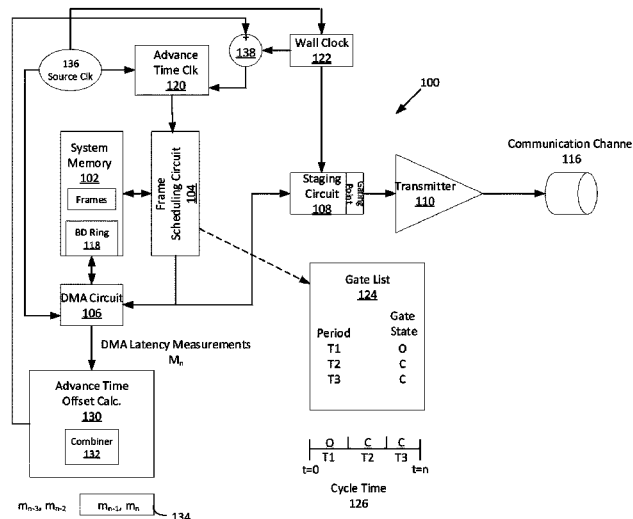 136
Source Clk
Advance
Time Clk
120
+
138
Wall Clock
122
100
System
Memory
102
Frames
BD Ring
118
Frame
Scheduling Circuit
104
Staging
Circuit
108
Gating
Point
Transmitter
110
Communication Channe
116
DMA Circuit
106
DMA Latency Measurements
Mn
Gate List
124
Gate
Period State
T1 O
T2 C
T3 C
Advance Time
Offset Calc.
130
Combiner
132
O C C
T1 T2 T3
t=0 t=n
Cycle Time
126
mn-3, mn-2 mn-1, mn
134